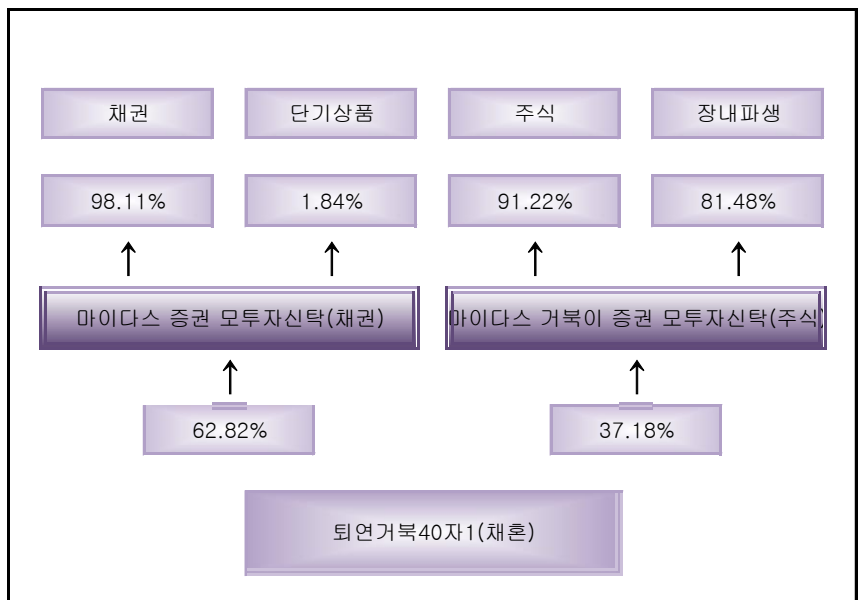 채권 단기상품 주식 장내파생
98.11% 1.84% 91.22% 81.48%
마이다스 증권 모투자신탁(채권) 마이다스 거북이 증권 모투자신탁(주식)
62.82% 37.18%
퇴연거북40자1(채혼)